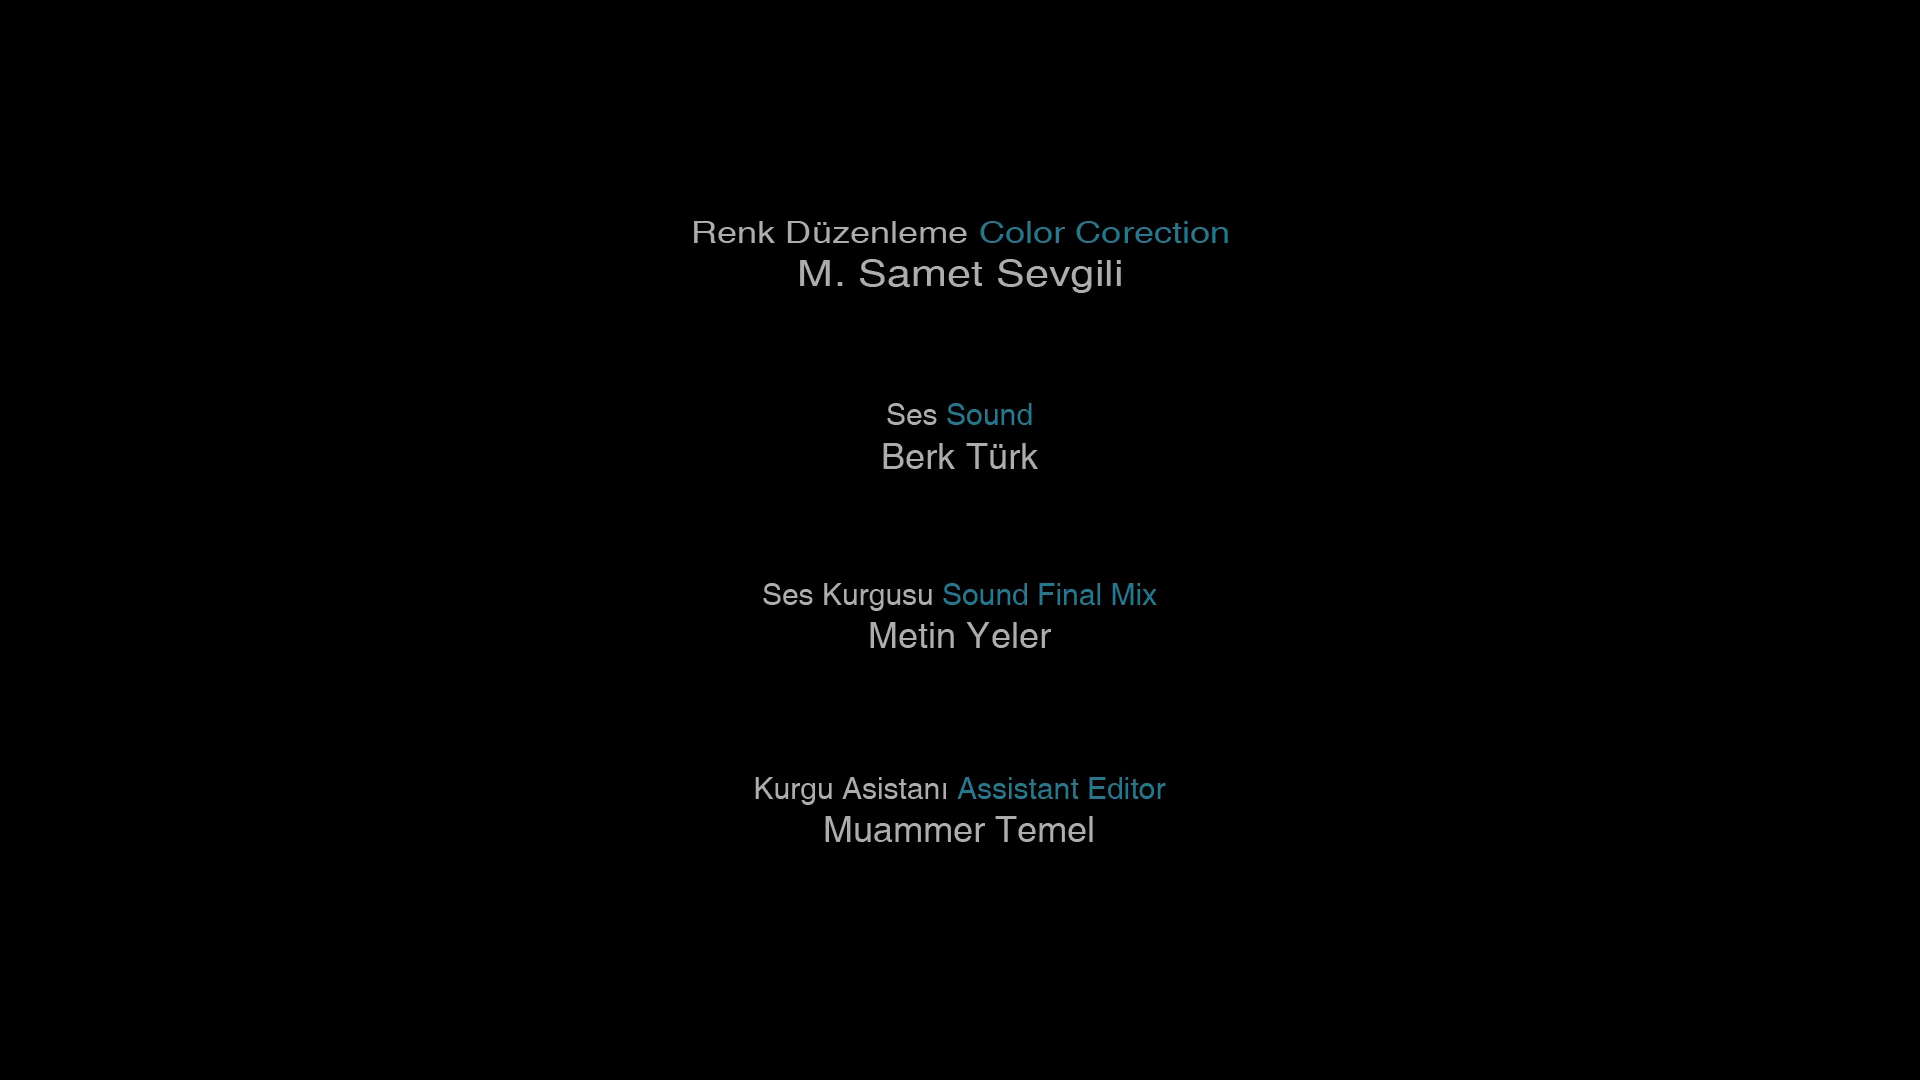 Renk Düzenleme Color Corection
M. Samet Sevgili
Ses Sound
Berk Türk
Ses Kurgusu Sound Final Mix
Metin Yeler
Kurgu Asistanı Assistant Editor
Muammer Temel